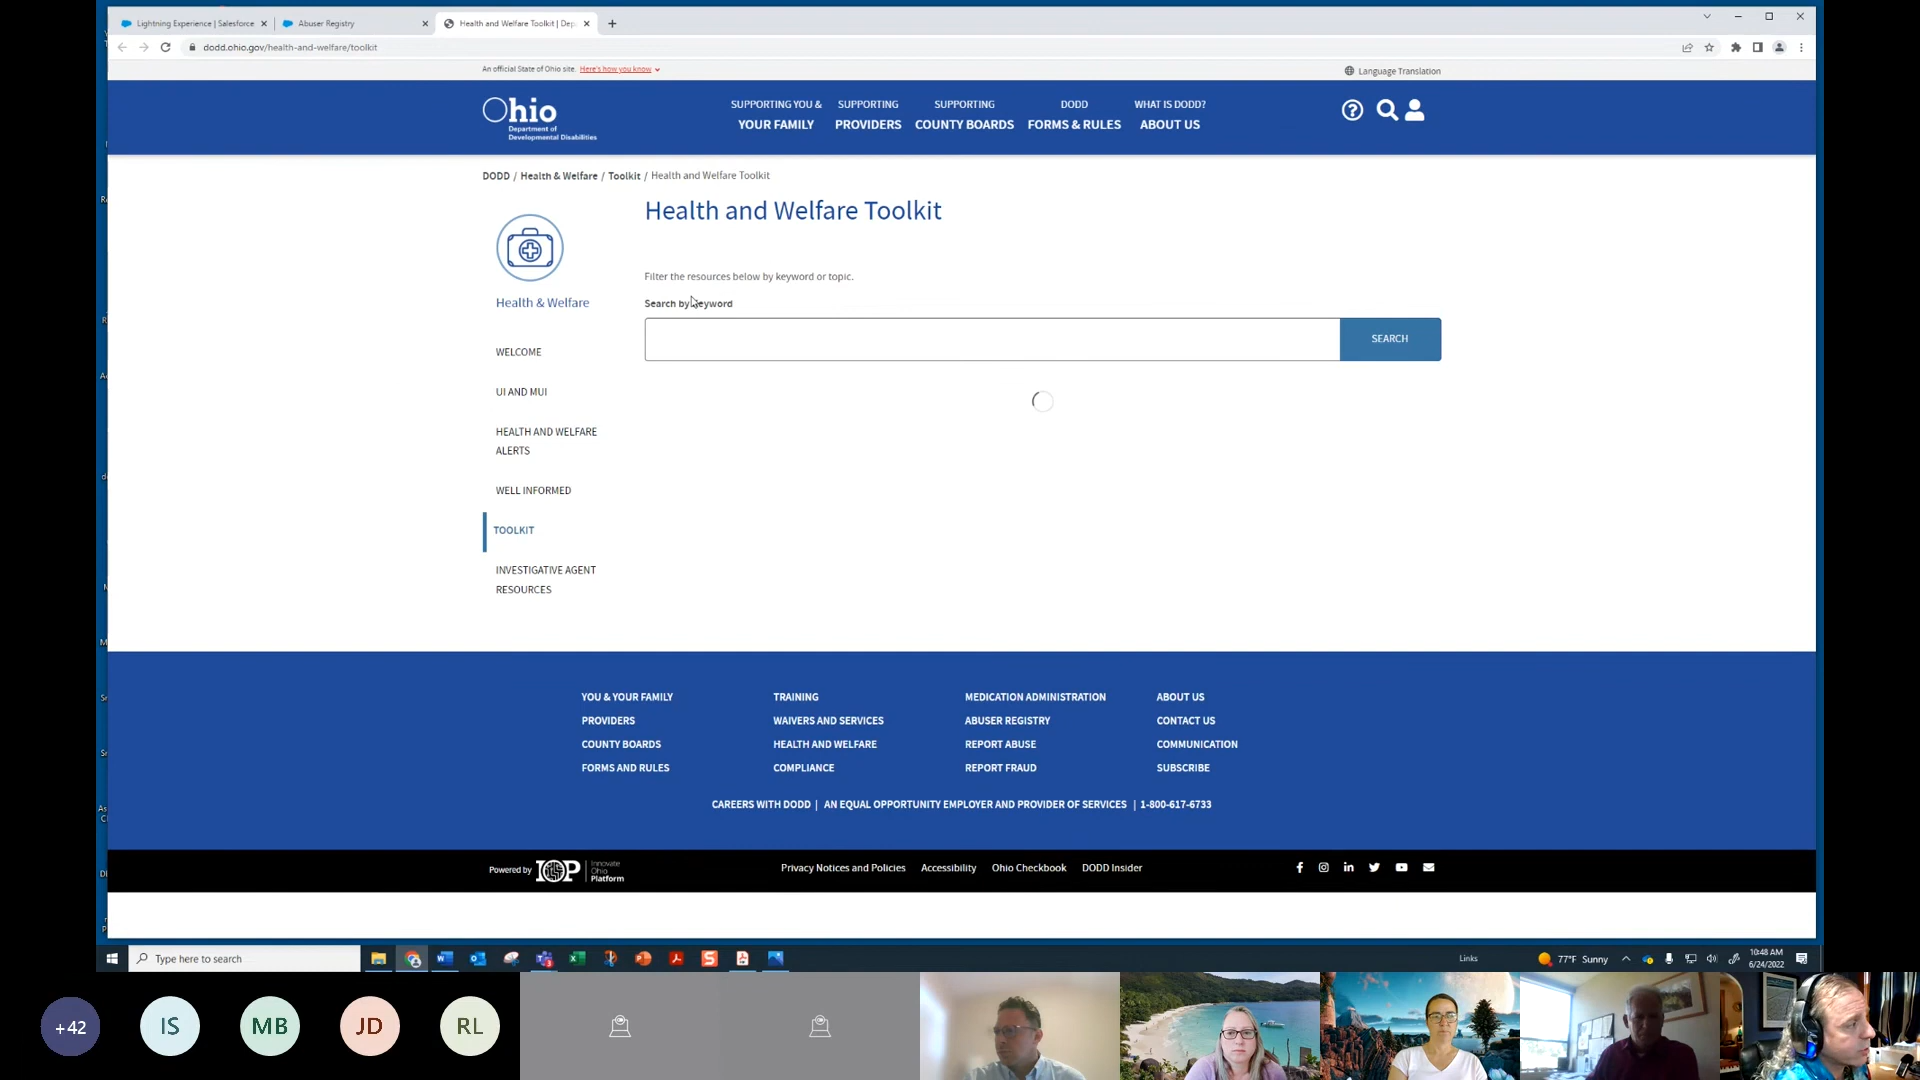 Lightning Experience | Salesforce
Abuser Registry
Health and Welfare Toolkit | Dep
dodd.ohio.gov/health-and-welfare/toolkit
An official State of Ohio site. Here's how you know
Language Translation
Ohio
Department of
Developmental Disabilities
SUPPORTING YOU &
YOUR FAMILY
SUPPORTING
PROVIDERS
SUPPORTING
COUNTY BOARDS
DODD
FORMS & RULES
WHAT IS DODD?
ABOUT US
DODD / Health & Welfare / Toolkit / Health and Welfare Toolkit
Health and Welfare Toolkit
Filter the resources below by keyword or topic.
Search by keyword
SEARCH
Health & Welfare
WELCOME
UI AND MUI
HEALTH AND WELFARE
ALERTS
WELL INFORMED
TOOLKIT
INVESTIGATIVE AGENT
RESOURCES
YOU & YOUR FAMILY
PROVIDERS
COUNTY BOARDS
FORMS AND RULES
TRAINING
WAIVERS AND SERVICES
HEALTH AND WELFARE
COMPLIANCE
MEDICATION ADMINISTRATION
ABUSER REGISTRY
REPORT ABUSE
REPORT FRAUD
ABOUT US
CONTACT US
COMMUNICATION
SUBSCRIBE
CAREERS WITH DODD | AN EQUAL OPPORTUNITY EMPLOYER AND PROVIDER OF SERVICES | 1-800-617-6733
Powered by IOP Innovate
Ohio
Platform
Privacy Notices and Policies Accessibility Ohio Checkbook DODD Insider
Type here to search
Links
77°F Sunny
10:48 AM
6/24/2022
+42
IS
MB
JD
RL